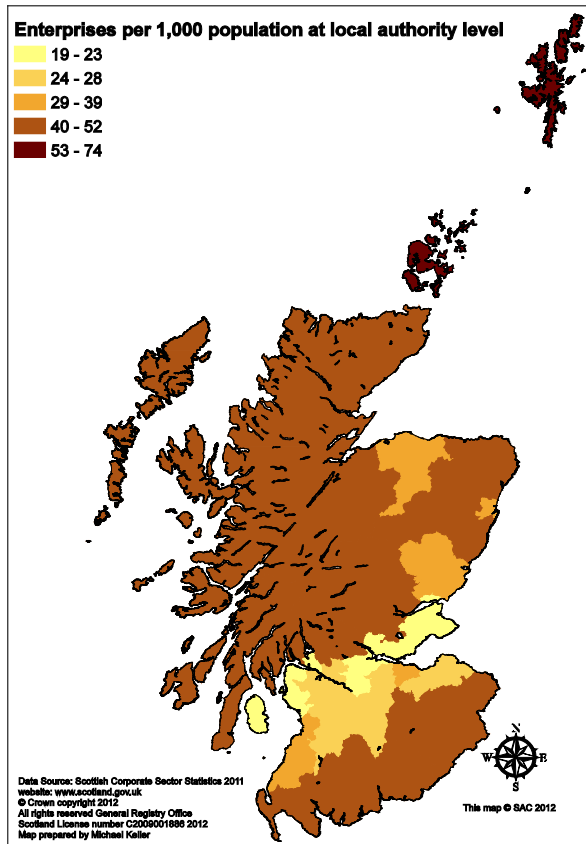 Enterprises per 1,000 population at local authority level
19 - 23
24 - 28
29 - 39
40 - 52
53 - 74
N
W E
S
Data Source: Scottish Corporate Sector Statistics 2011
website: www.scotland.gov.uk
© Crown copyright 2012
All rights reserved General Registry Office
Scotland License number C2009001886 2012
Map prepared by Michael Keller
This map © SAC 2012